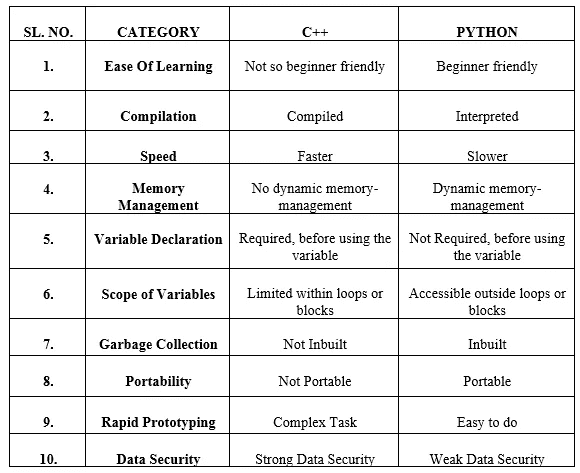 SL. NO. CATEGORY C++ PYTHON
1. Ease Of Learning Not so beginner friendly Beginner friendly
2. Compilation Compiled Interpreted
3. Speed Faster Slower
4. Memory No dynamic memory- Dynamic memory-
Management management management
5. Variable Declaration Required, before using the Not Required, before using
variable the variable
6. Scope of Variables Limited within loops or Accessible outside loops or
blocks blocks
7. Garbage Collection Not Inbuilt Inbuilt
8. Portability Not Portable Portable
9. Rapid Prototyping Complex Task Easy to do
10. Data Security Strong Data Security Weak Data Security